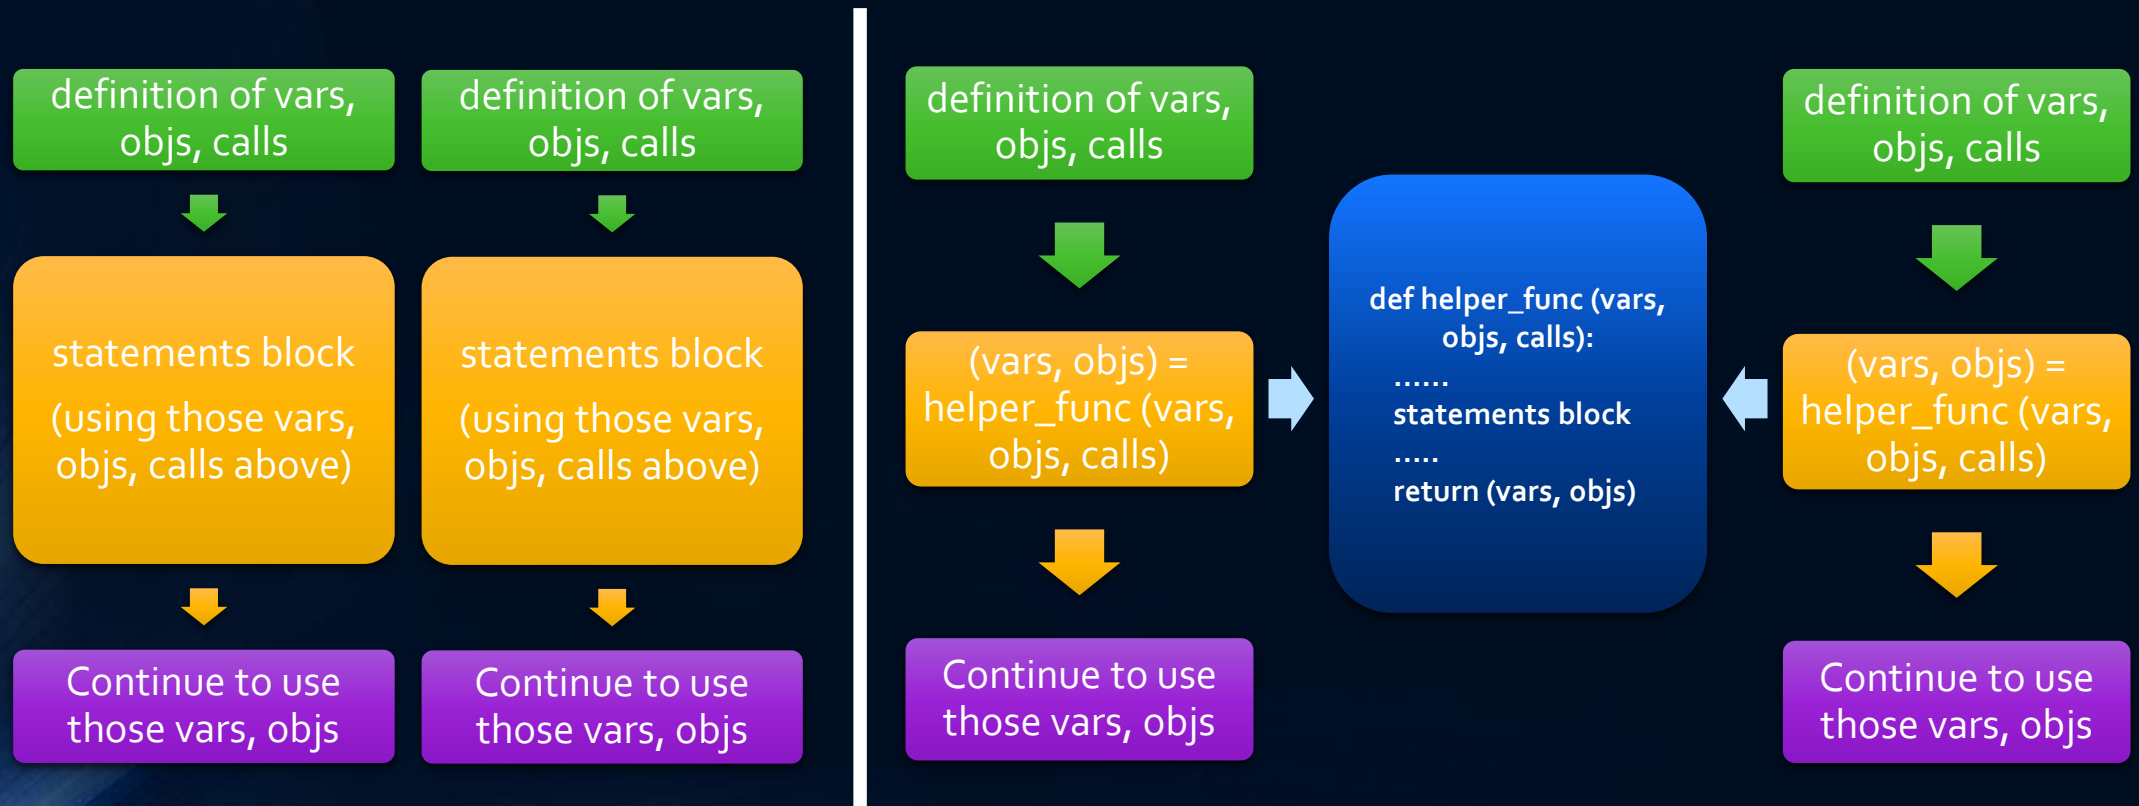 definition of vars,
objs, calls
statements block
(using those vars,
objs, calls above)
Continue to use
those vars, objs
definition of vars,
objs, calls
statements block
(using those vars,
objs, calls above)
Continue to use
those vars, objs
definition of vars,
objs, calls
(vars, objs) =
helper_func (vars,
objs, calls)
Continue to use
those vars, objs
def helper_func (vars,
objs, calls):
......
statements block
.....
return (vars, objs)
definition of vars,
objs, calls
(vars, objs) =
helper_func (vars,
objs, calls)
Continue to use
those vars, objs